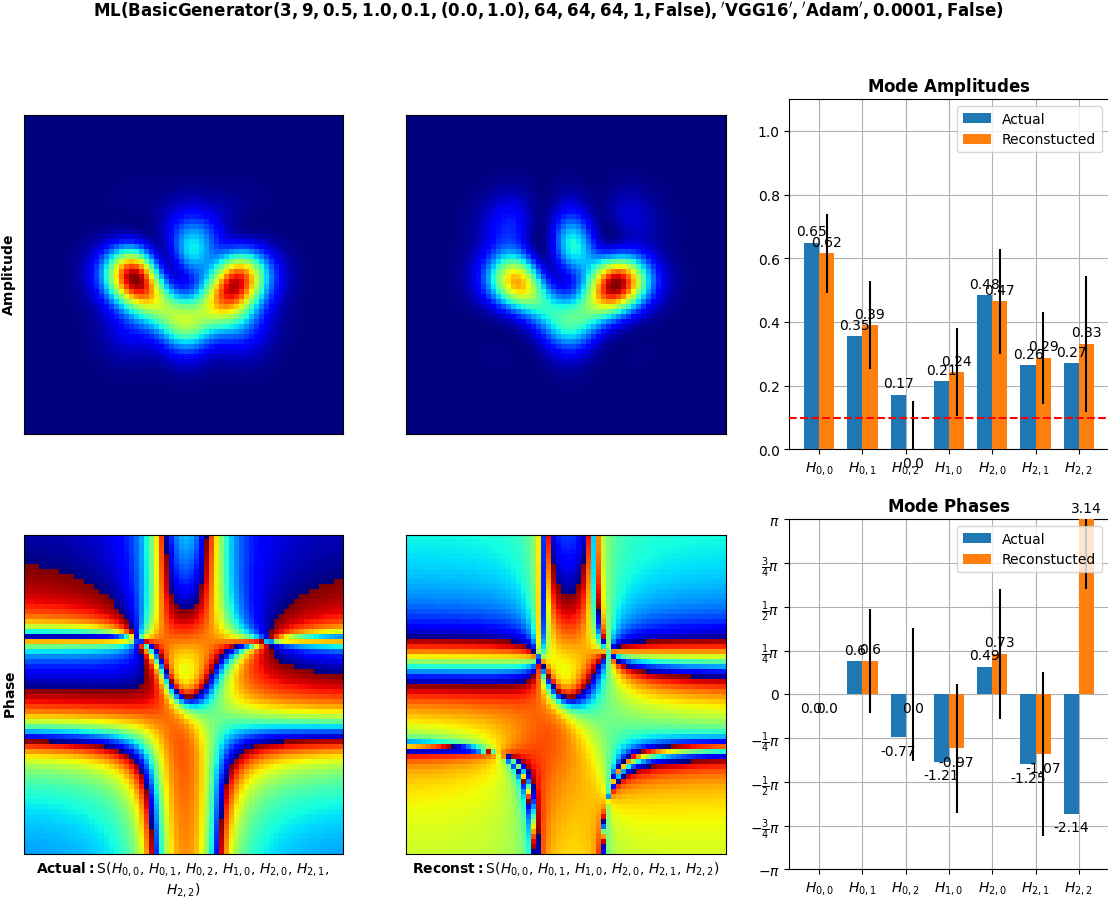 ML(BasicGenerator(3, 9, 0.5, 1.0, 0.1, (0.0, 1.0), 64, 64, 64, 1, False), ′VGG16′, ′Adam′, 0.0001, False)
Amplitude
Mode Amplitudes
Actual
Reconstucted
1.0
0.8
0.6
0.4
0.2
0.0
0.65
0.62
0.35
0.39
0.17
0.0
0.21
0.24
0.48
0.47
0.26
0.29
0.27
0.33
H0,0 H0,1 H0,2 H1,0 H2,0 H2,1 H2,2
Phase
Mode Phases
Actual
Reconstucted
π
3/4π
1/2π
1/4π
0
−1/4π
−1/2π
−3/4π
−π
0.0
0.0
0.6
0.6
-0.77
0.0
-1.21
-0.97
0.49
0.73
-1.25
-1.07
-2.14
3.14
H0,0 H0,1 H0,2 H1,0 H2,0 H2,1 H2,2
Actual: S(H0,0, H0,1, H0,2, H1,0, H2,0, H2,1,
H2,2)
Reconst: S(H0,0, H0,1, H1,0, H2,0, H2,1, H2,2)